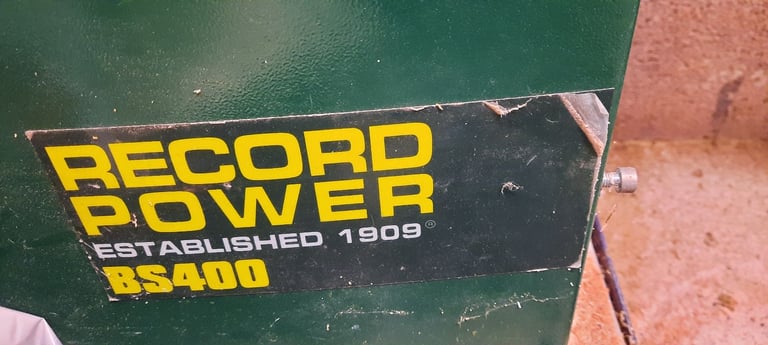 RECORD
POWER
ESTABLISHED 1909®
BS400